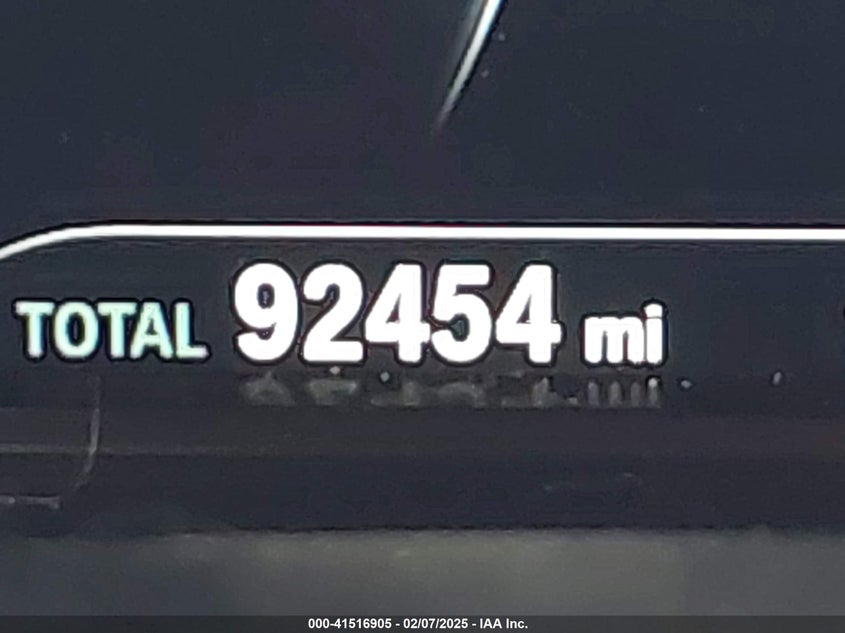 TOTAL 92454 mi
000-41516905 - 02/07/2025 - IAA Inc.